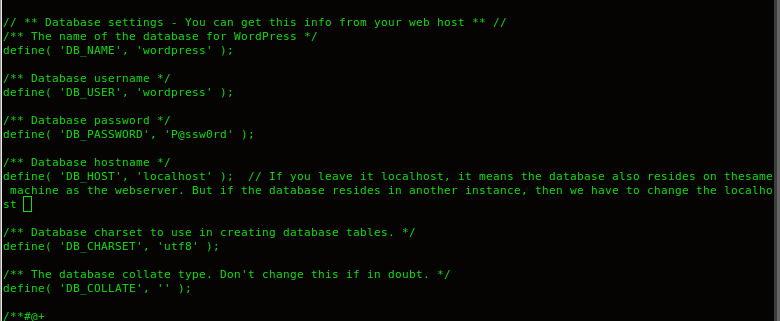 // ** Database settings - You can get this info from your web host ** //
/** The name of the database for WordPress */
define( 'DB_NAME', 'wordpress' );
/** Database username */
define( 'DB_USER', 'wordpress' );
/** Database password */
define( 'DB_PASSWORD', 'P@ssw0rd' );
/** Database hostname */
define( 'DB_HOST', 'localhost' );  // If you leave it localhost, it means the database also resides on thesame
machine as the webserver. But if the database resides in another instance, then we have to change the localho
st
/** Database charset to use in creating database tables. */
define( 'DB_CHARSET', 'utf8' );
/** The database collate type. Don't change this if in doubt. */
define( 'DB_COLLATE', '' );
/**#@+